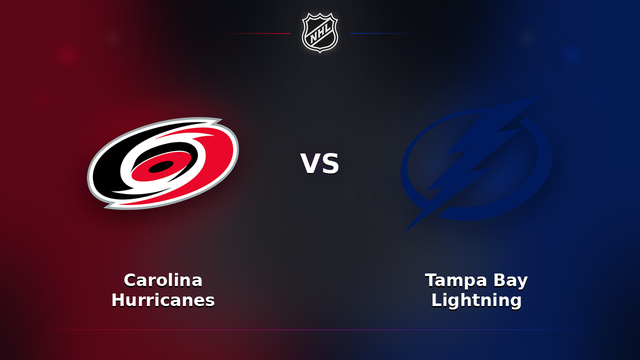 NHL
VS
Carolina
Hurricanes
Tampa Bay
Lightning